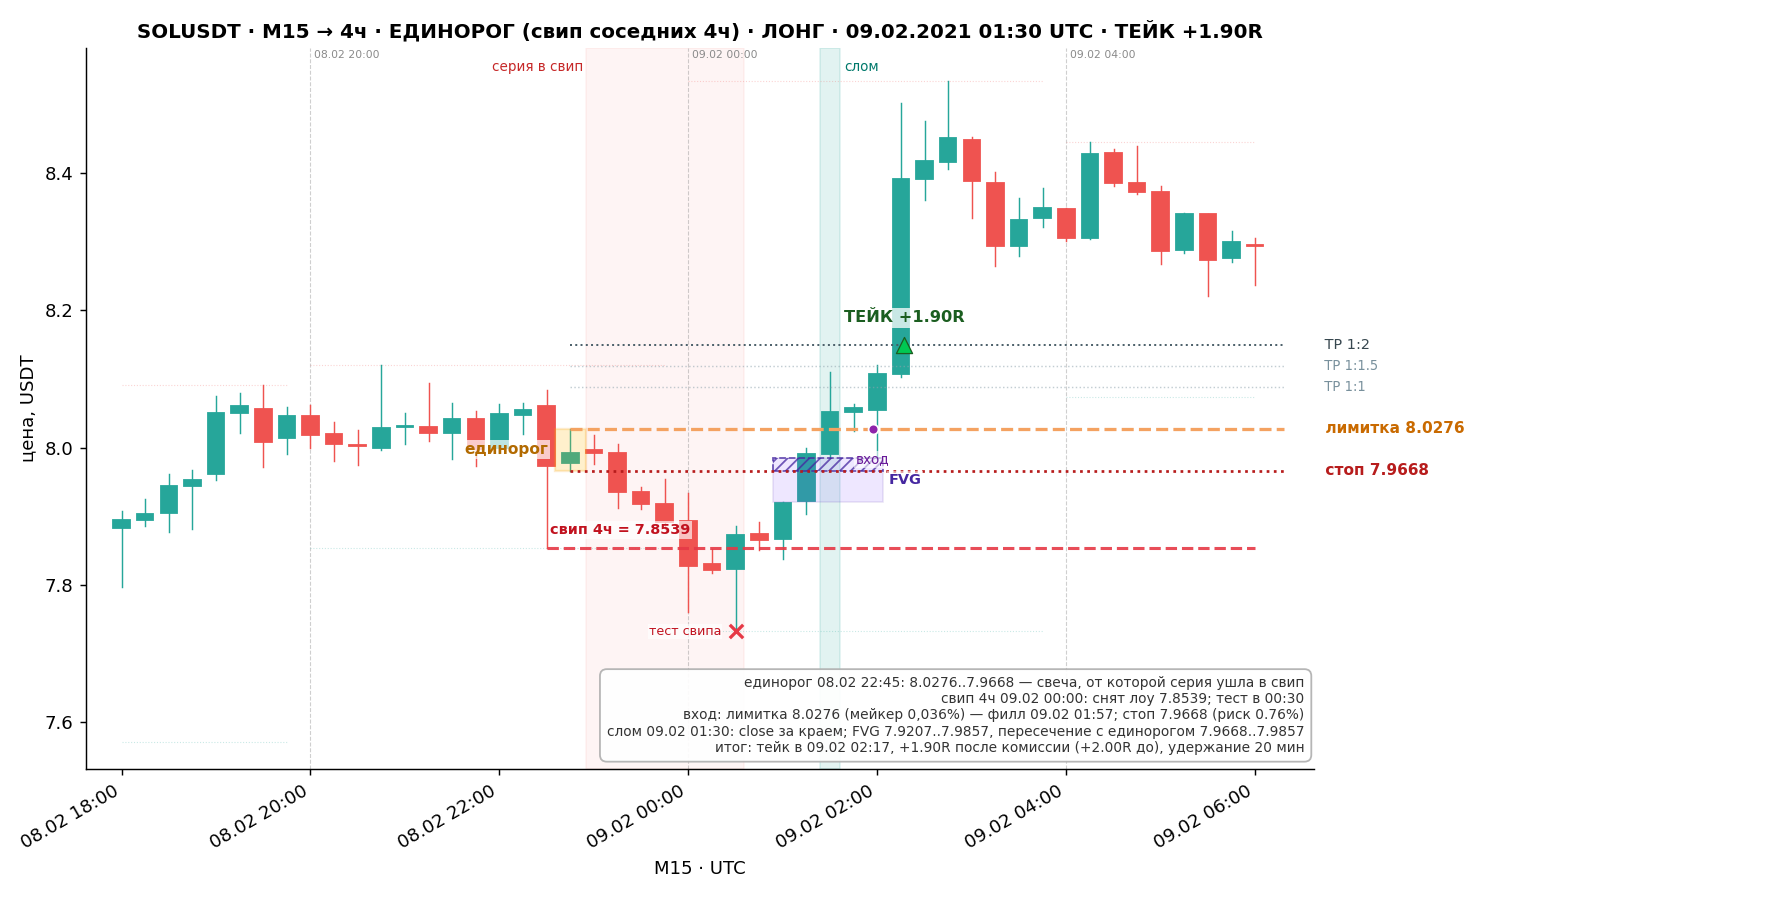 SOLUSDT · M15 → 4ч · ЕДИНОРОГ (свип соседних 4ч) · ЛОНГ · 09.02.2021 01:30 UTC · ТЕЙК +1.90R
08.02 20:00
09.02 00:00
09.02 04:00
серия в свип
слом
8.4
8.2
8.0
7.8
7.6
цена, USDT
ТЕЙК +1.90R
TP 1:2
TP 1:1.5
TP 1:1
лимитка 8.0276
стоп 7.9668
единорог
вход
FVG
свип 4ч = 7.8539
тест свипа
единорог 08.02 22:45: 8.0276..7.9668 — свеча, от которой серия ушла в свип
свип 4ч 09.02 00:00: снят лоу 7.8539; тест в 00:30
вход: лимитка 8.0276 (мейкер 0,036%) — филл 09.02 01:57; стоп 7.9668 (риск 0.76%)
слом 09.02 01:30: close за краем; FVG 7.9207..7.9857, пересечение с единорогом 7.9668..7.9857
итог: тейк в 09.02 02:17, +1.90R после комиссии (+2.00R до), удержание 20 мин
08.02 18:00
08.02 20:00
08.02 22:00
09.02 00:00
09.02 02:00
09.02 04:00
09.02 06:00
M15 · UTC